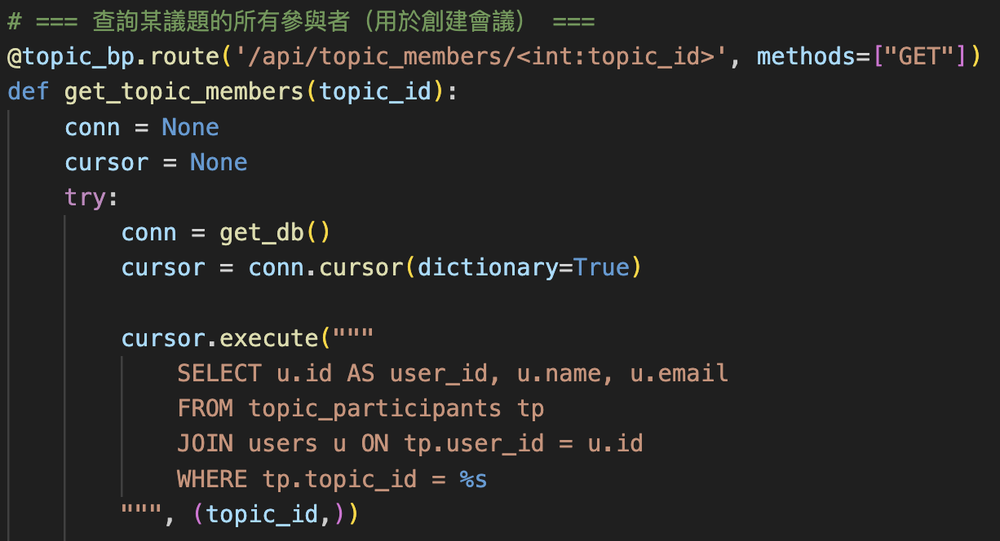 # === 查詢某議題的所有參與者（用於創建會議） ===
@topic_bp.route('/api/topic_members/<int:topic_id>', methods=["GET"])
def get_topic_members(topic_id):
    conn = None
    cursor = None
    try:
        conn = get_db()
        cursor = conn.cursor(dictionary=True)

        cursor.execute("""
            SELECT u.id AS user_id, u.name, u.email
            FROM topic_participants tp
            JOIN users u ON tp.user_id = u.id
            WHERE tp.topic_id = %s
        """, (topic_id,))